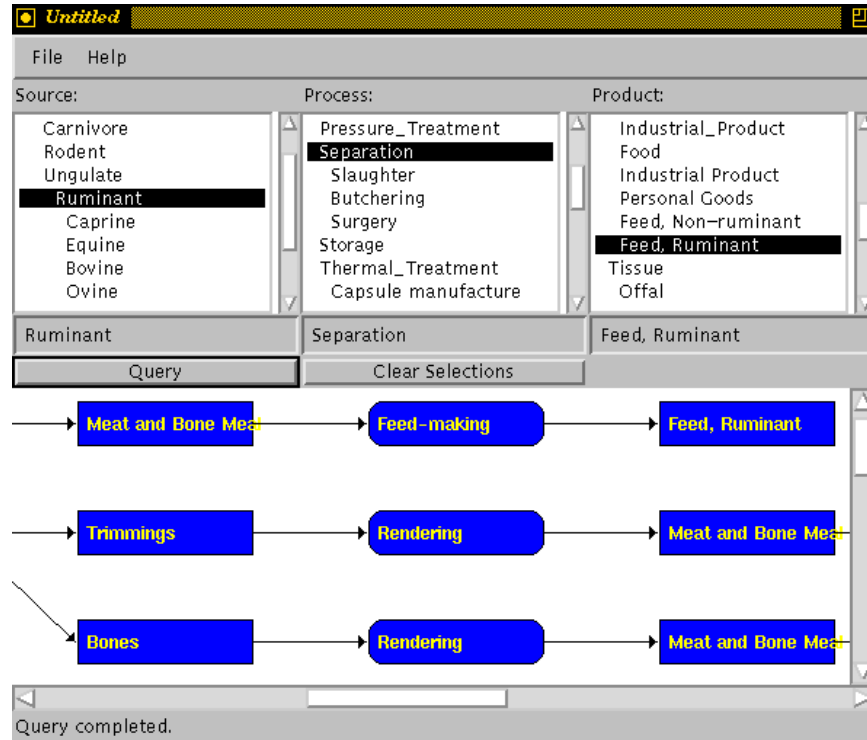 Untitled
File Help
Source: Process: Product:
Carnivore Pressure_Treatment Industrial_Product
Rodent Separation Food
Ungulate Slaughter Industrial Product
Ruminant Butchering Personal Goods
Caprine Surgery Feed, Non-ruminant
Equine Storage Feed, Ruminant
Bovine Thermal_Treatment Tissue
Ovine Capsule manufacture Offal
Ruminant Separation Feed, Ruminant
Query Clear Selections
Meat and Bone Meal Feed-making Feed, Ruminant
Trimmings Rendering Meat and Bone Meal
Bones Rendering Meat and Bone Meal
Query completed.